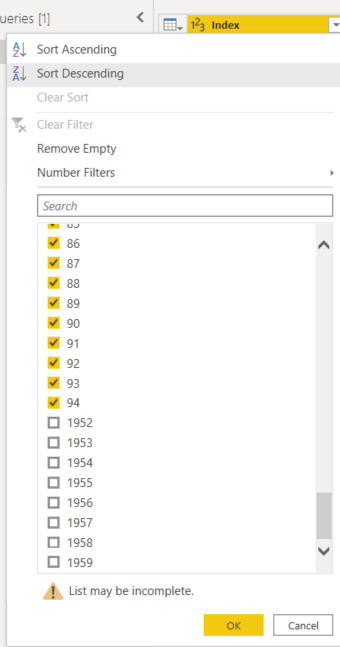 ueries [1]
1²3 Index
Sort Ascending
Sort Descending
Clear Sort
Clear Filter
Remove Empty
Number Filters
Search
85
86
87
88
89
90
91
92
93
94
1952
1953
1954
1955
1956
1957
1958
1959
List may be incomplete.
OK Cancel